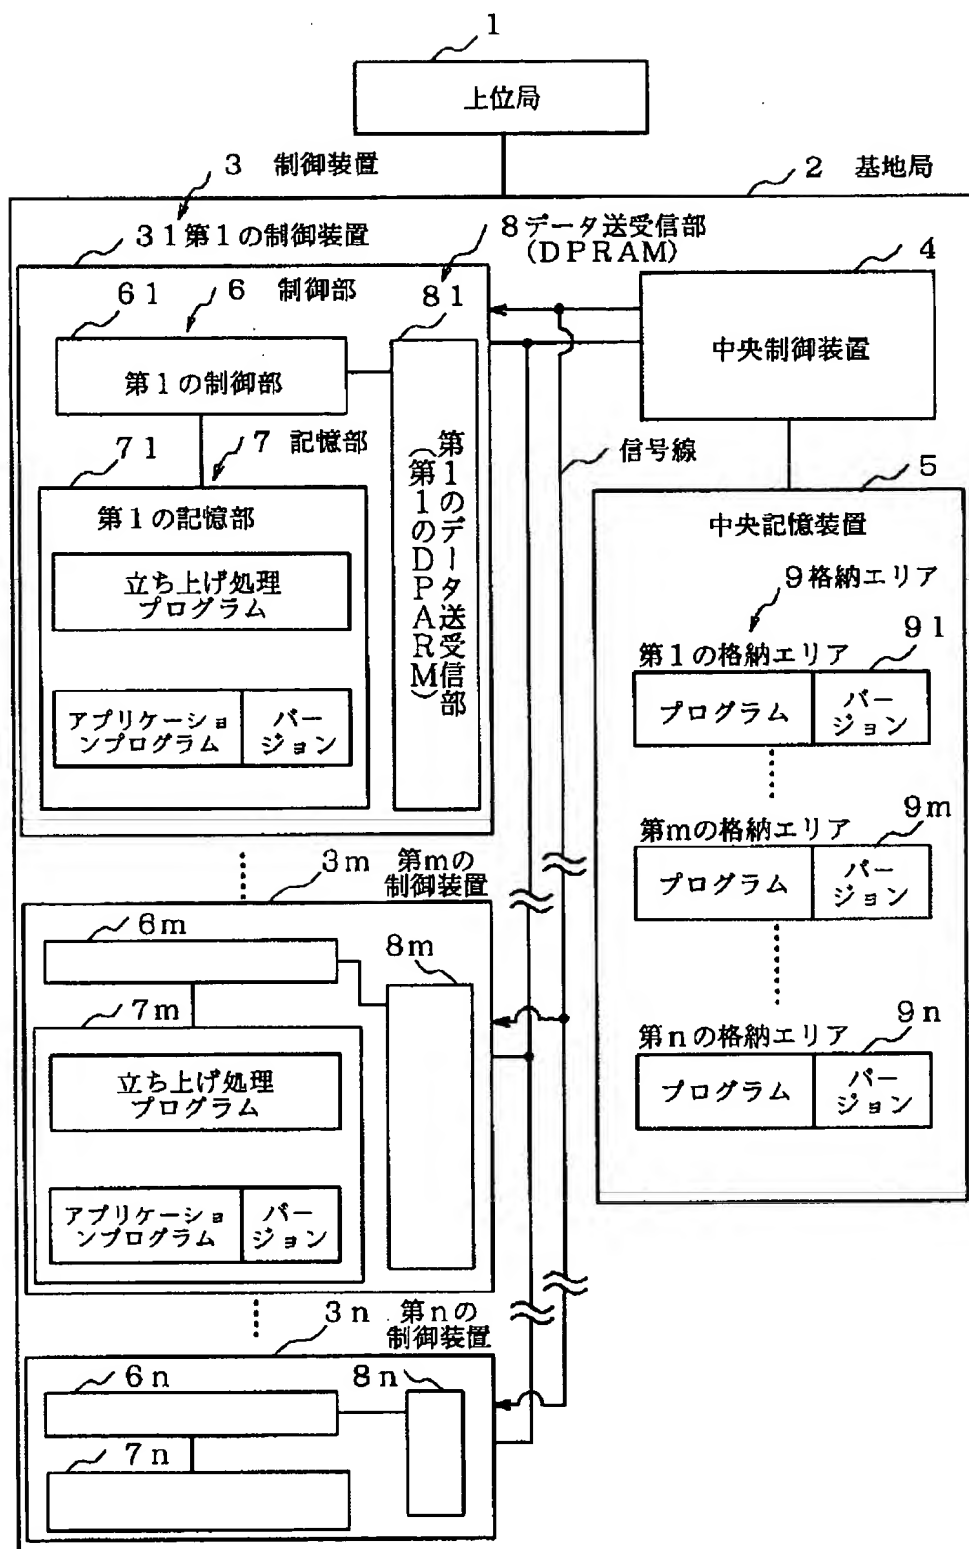 1
上位局
3 制御装置
2 基地局
31第1の制御装置
8データ送受信部
(DPRAM)
4
61
6 制御部
81
中央制御装置
第1の制御部
71
7 記憶部
第1のデータ送受信部
(第1のDPARM)
信号線
5
第1の記憶部
中央記憶装置
立ち上げ処理
プログラム
9格納エリア
91
第1の格納エリア
プログラム
バー
ジョン
アプリケーショ
ンプログラム
バー
ジョン
9m
第mの格納エリア
プログラム
バー
ジョン
3m 第mの
制御装置
6m
8m
7m
9n
第nの格納エリア
プログラム
バー
ジョン
立ち上げ処理
プログラム
アプリケーショ
ンプログラム
バー
ジョン
3n 第nの
制御装置
6n
8n
7n